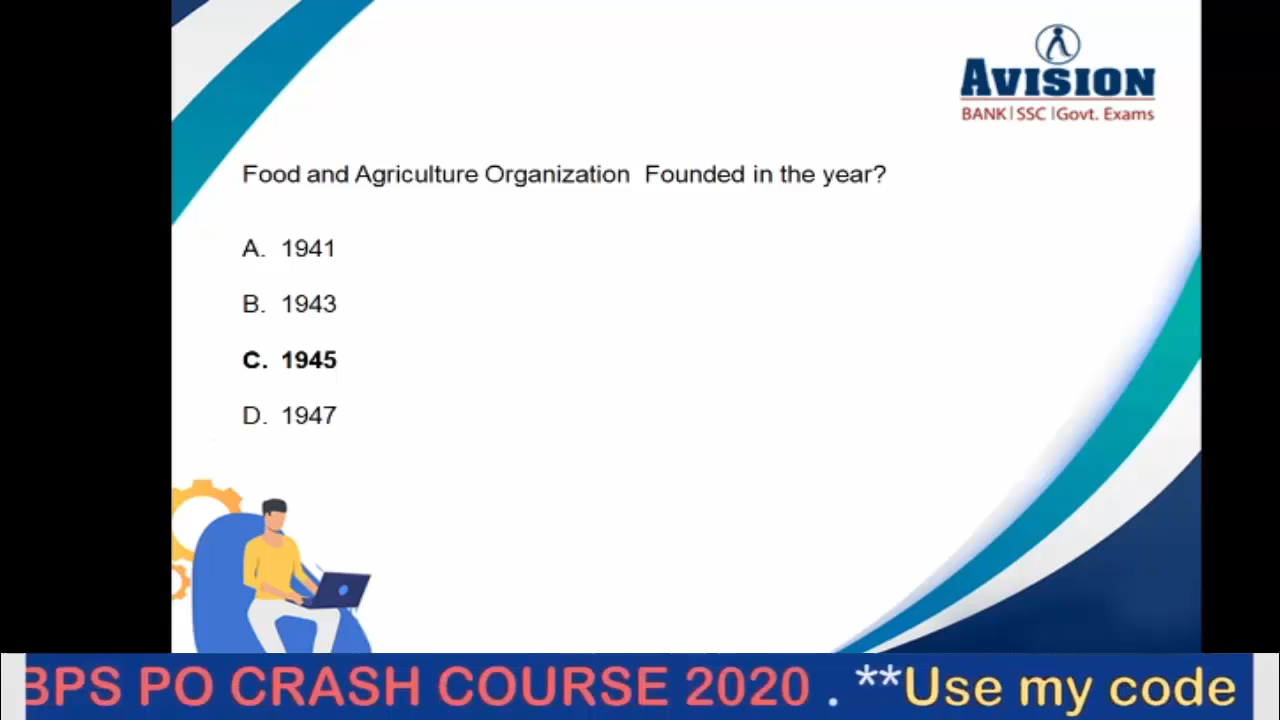 AVISION
BANK | SSC | Govt. Exams
Food and Agriculture Organization Founded in the year?
A. 1941
B. 1943
C. 1945
D. 1947
BPS PO CRASH COURSE 2020 . **Use my code